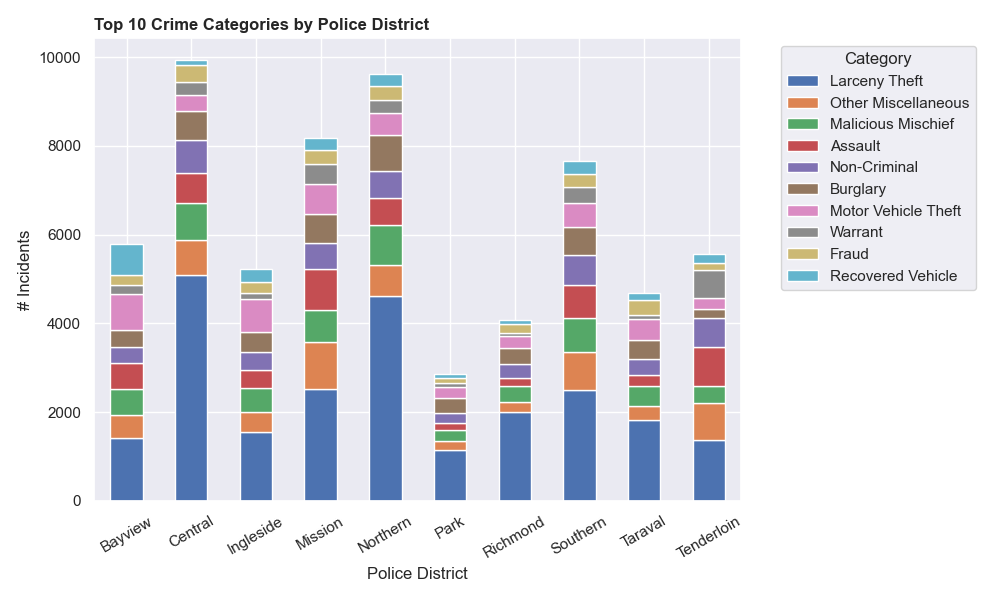 Top 10 Crime Categories by Police District
# Incidents
10000
8000
6000
4000
2000
0
Bayview
Central
Ingleside
Mission
Northern
Park
Richmond
Southern
Taraval
Tenderloin
Police District
Category
Larceny Theft
Other Miscellaneous
Malicious Mischief
Assault
Non-Criminal
Burglary
Motor Vehicle Theft
Warrant
Fraud
Recovered Vehicle